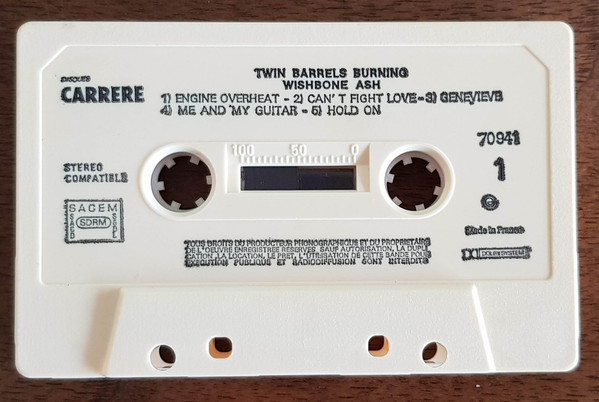 TWIN BARRELS BURNING
WISHBONE ASH
DISQUES
CARRERE
1) ENGINE OVERHEAT - 2) CAN'T FIGHT LOVE - 3) GENEVIEVE
4) ME AND MY GUITAR - 5) HOLD ON
70941
1
100 50 0
STEREO
COMPATIBLE
SACEM
SDRM
Made in France
DOLBY SYSTEM
TOUS DROITS DU PRODUCTEUR PHONOGRAPHIQUE ET DU PROPRIETAIRE
DE L'OEUVRE ENREGISTREE RESERVES. SAUF AUTORISATION, LA DUPLI
CATION, LA LOCATION, LE PRET, L'UTISATION DE CETTE BANDE POUR
EXECUTION PUBLIQUE ET RADIODIFFUSION SONT INTERDITS